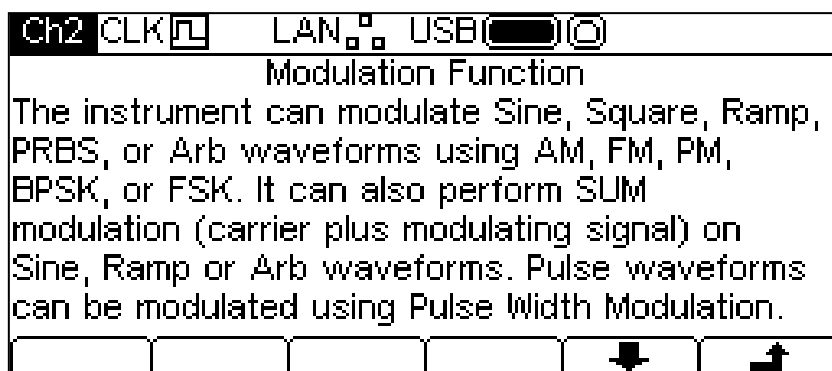 Ch2 CLK LAN USB
Modulation Function
The instrument can modulate Sine, Square, Ramp,
PRBS, or Arb waveforms using AM, FM, PM,
BPSK, or FSK. It can also perform SUM
modulation (carrier plus modulating signal) on
Sine, Ramp or Arb waveforms. Pulse waveforms
can be modulated using Pulse Width Modulation.